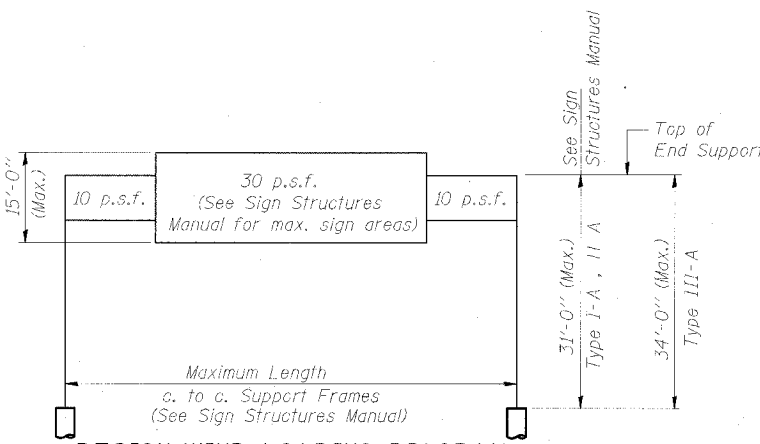 See Sign
Structures Manual
Top of
End Support
15'-0"
(Max.)
10 p.s.f.
30 p.s.f.
(See Sign Structures
Manual for max. sign areas)
10 p.s.f.
31'-0" (Max.)
Type I-A , II A
34'-0" (Max.)
Type III-A
Maximum Length
c. to c. Support Frames
(See Sign Structures Manual)